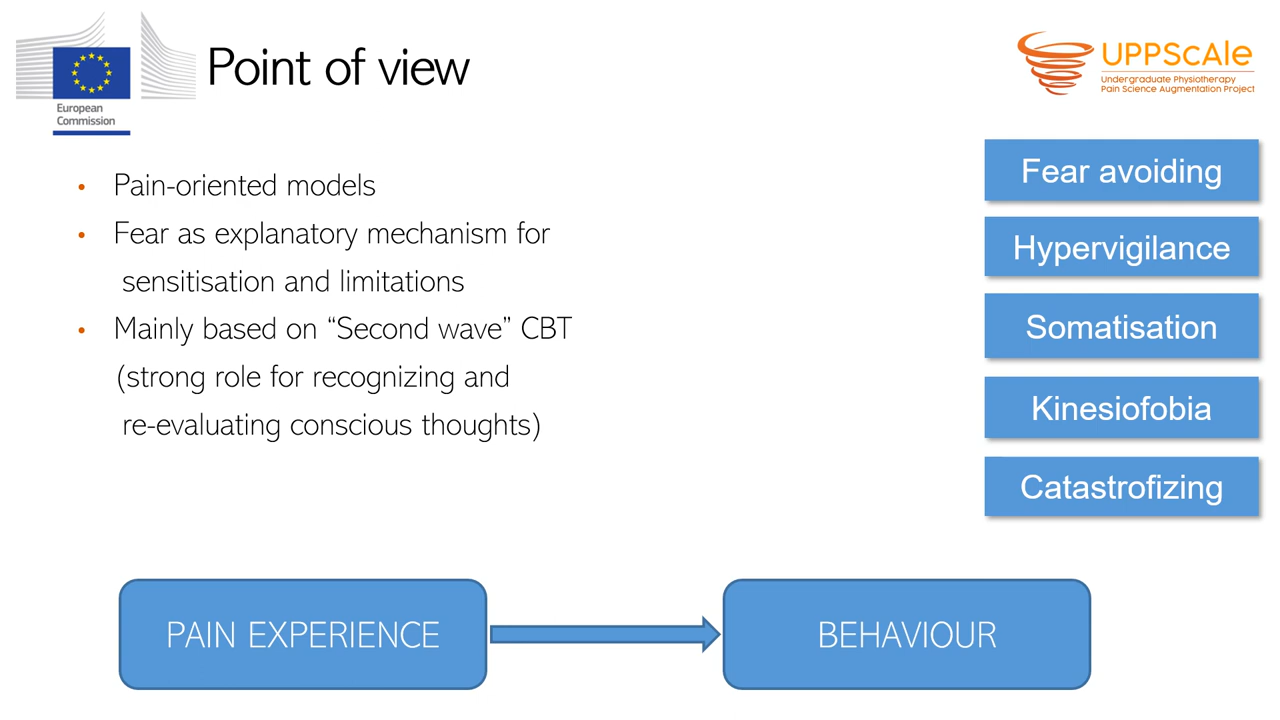 European
Commission
Point of view
UPPSCale
Undergraduate Physiotherapy
Pain Science Augmentation Project
• Pain-oriented models
• Fear as explanatory mechanism for
sensitisation and limitations
• Mainly based on “Second wave” CBT
(strong role for recognizing and
re-evaluating conscious thoughts)
Fear avoiding
Hypervigilance
Somatisation
Kinesiofobia
Catastrofizing
PAIN EXPERIENCE
BEHAVIOUR